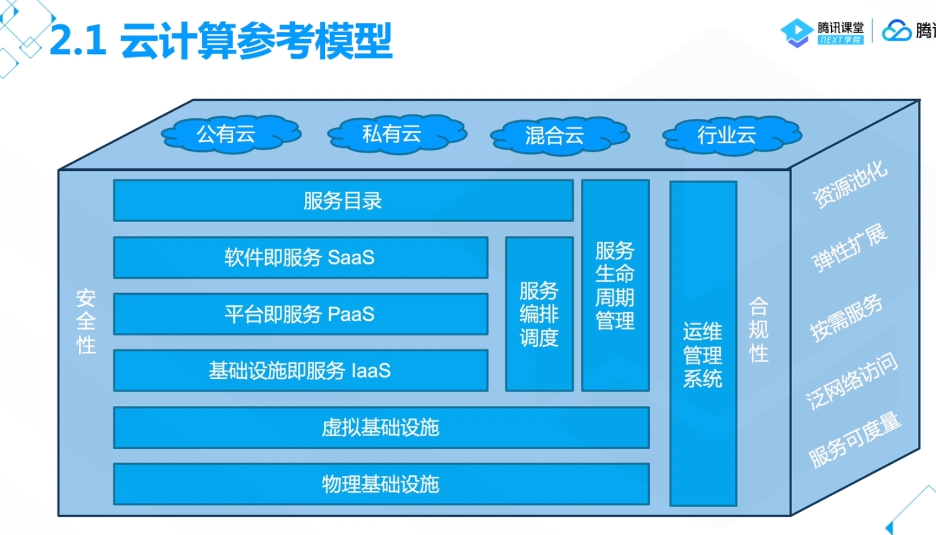 2.1 云计算参考模型
腾讯课堂
NEXT学院
公有云
私有云
混合云
行业云
安全性
服务目录
软件即服务 SaaS
平台即服务 PaaS
基础设施即服务 IaaS
虚拟基础设施
物理基础设施
服务
编排
调度
服务
生命
周期
管理
运维
管理
系统
合规性
资源池化
弹性扩展
按需服务
泛网络访问
服务可度量